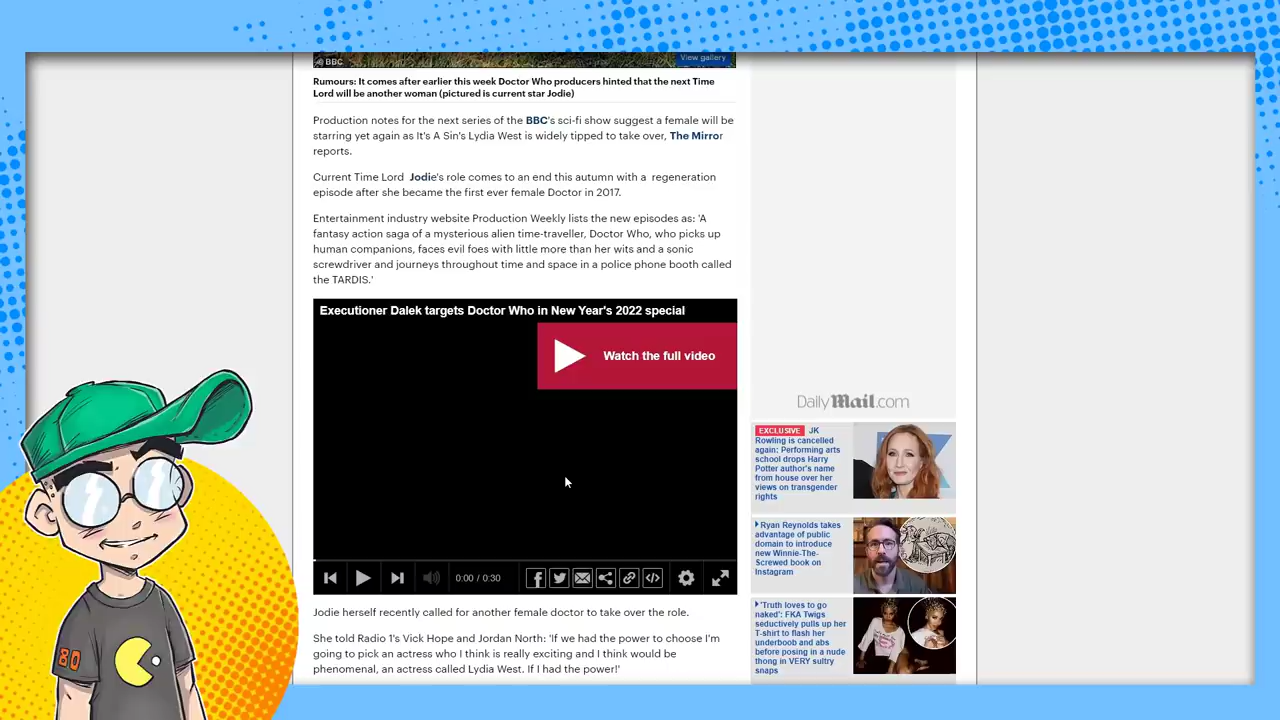 BBC
View gallery
Rumours: It comes after earlier this week Doctor Who producers hinted that the next Time
Lord will be another woman (pictured is current star Jodie)
Production notes for the next series of the BBC's sci-fi show suggest a female will be
starring yet again as It's A Sin's Lydia West is widely tipped to take over, The Mirror
reports.
Current Time Lord Jodie's role comes to an end this autumn with a regeneration
episode after she became the first ever female Doctor in 2017.
Entertainment industry website Production Weekly lists the new episodes as: 'A
fantasy action saga of a mysterious alien time-traveller, Doctor Who, who picks up
human companions, faces evil foes with little more than her wits and a sonic
screwdriver and journeys throughout time and space in a police phone booth called
the TARDIS.'
Executioner Dalek targets Doctor Who in New Year's 2022 special
Watch the full video
0:00 / 0:30
Jodie herself recently called for another female doctor to take over the role.
She told Radio 1's Vick Hope and Jordan North: 'If we had the power to choose I'm
going to pick an actress who I think is really exciting and I think would be
phenomenal, an actress called Lydia West. If I had the power!'
Daily Mail.com
EXCLUSIVE JK
Rowling is cancelled
again: Performing arts
school drops Harry
Potter author's name
from house over her
views on transgender
rights
Ryan Reynolds takes
advantage of public
domain to introduce
new Winnie-The-
Screwed book on
Instagram
'Truth loves to go
naked': FKA Twigs
seductively pulls up her
T-shirt to flash her
underboob and abs
before posing in a nude
thong in VERY sultry
snaps
80